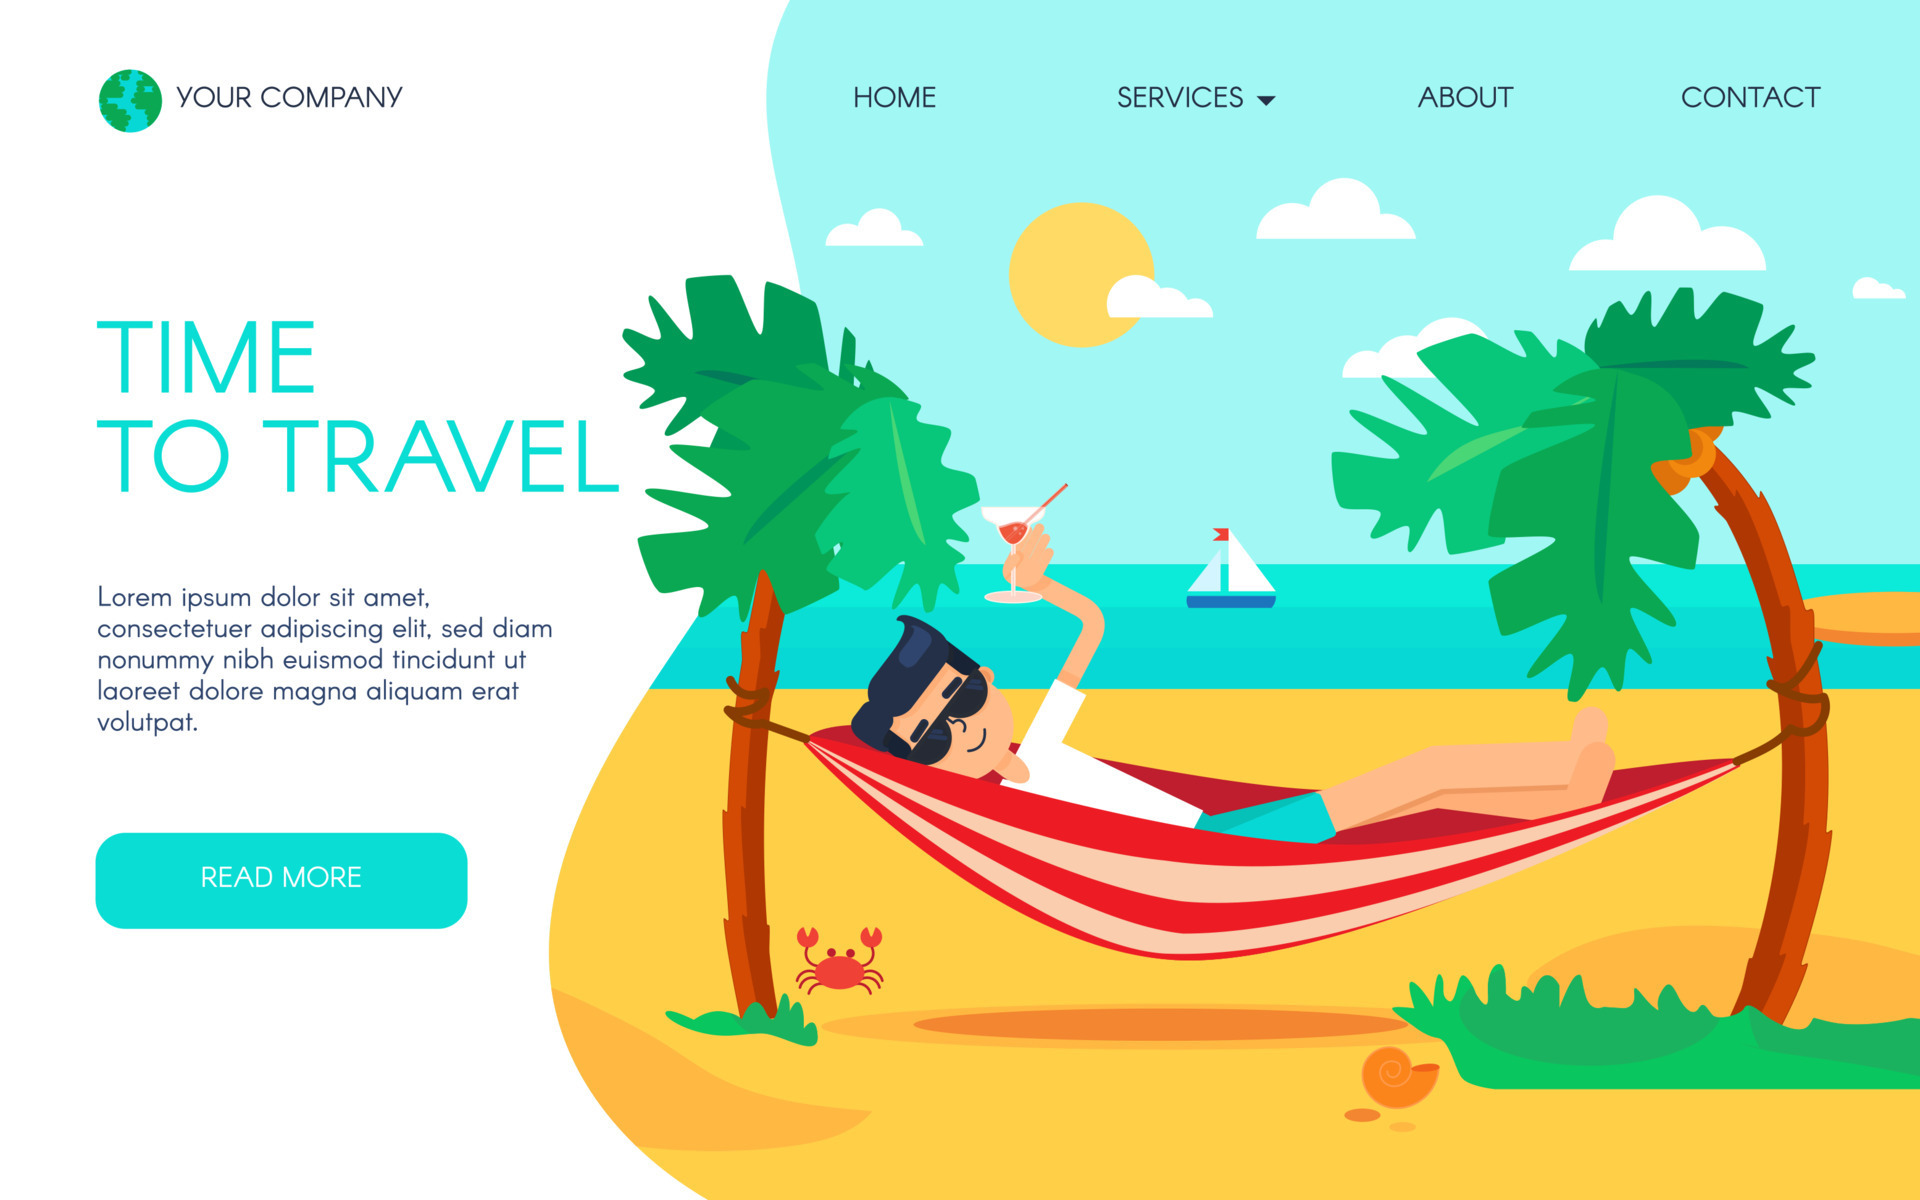 YOUR COMPANY
HOME
SERVICES
ABOUT
CONTACT
TIME
TO TRAVEL
Lorem ipsum dolor sit amet,
consectetuer adipiscing elit, sed diam
nonummy nibh euismod tincidunt ut
laoreet dolore magna aliquam erat
volutpat.
READ MORE